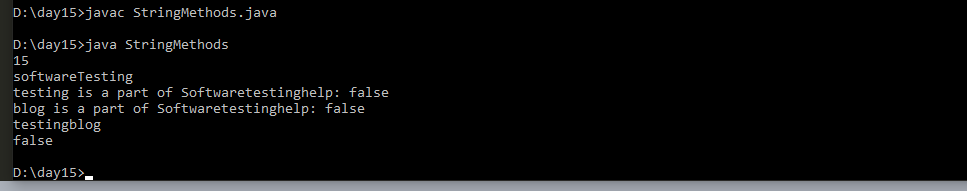 D:\day15>javac StringMethods.java
D:\day15>java StringMethods
15
softwareTesting
testing is a part of Softwaretestinghelp: false
blog is a part of Softwaretestinghelp: false
testingblog
false
D:\day15>